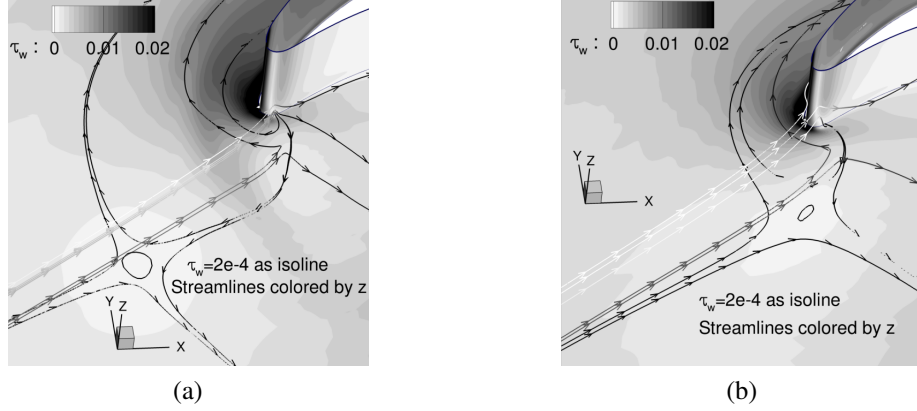 τw : 0 0.01 0.02
Y
Z
X
τw=2e-4 as isoline
Streamlines colored by z
(a)
τw : 0 0.01 0.02
Y
Z
X
τw=2e-4 as isoline
Streamlines colored by z
(b)